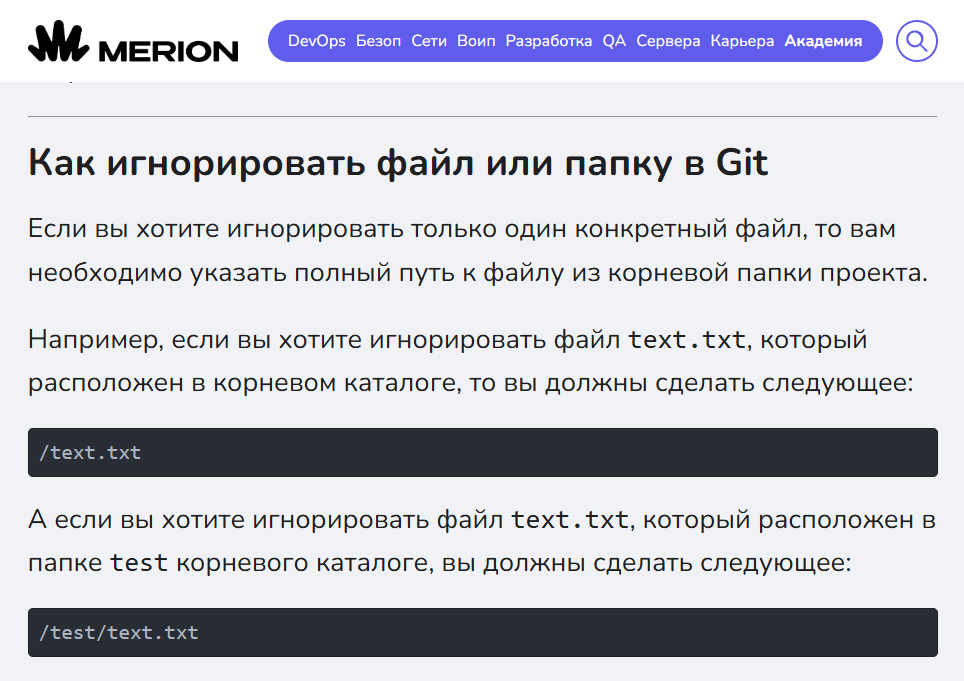 MERION
DevOps Безоп Сети Воип Разработка QA Сервера Карьера Академия
Как игнорировать файл или папку в Git
Если вы хотите игнорировать только один конкретный файл, то вам
необходимо указать полный путь к файлу из корневой папки проекта.
Например, если вы хотите игнорировать файл text.txt, который
расположен в корневом каталоге, то вы должны сделать следующее:
/text.txt
А если вы хотите игнорировать файл text.txt, который расположен в
папке test корневого каталоге, вы должны сделать следующее:
/test/text.txt